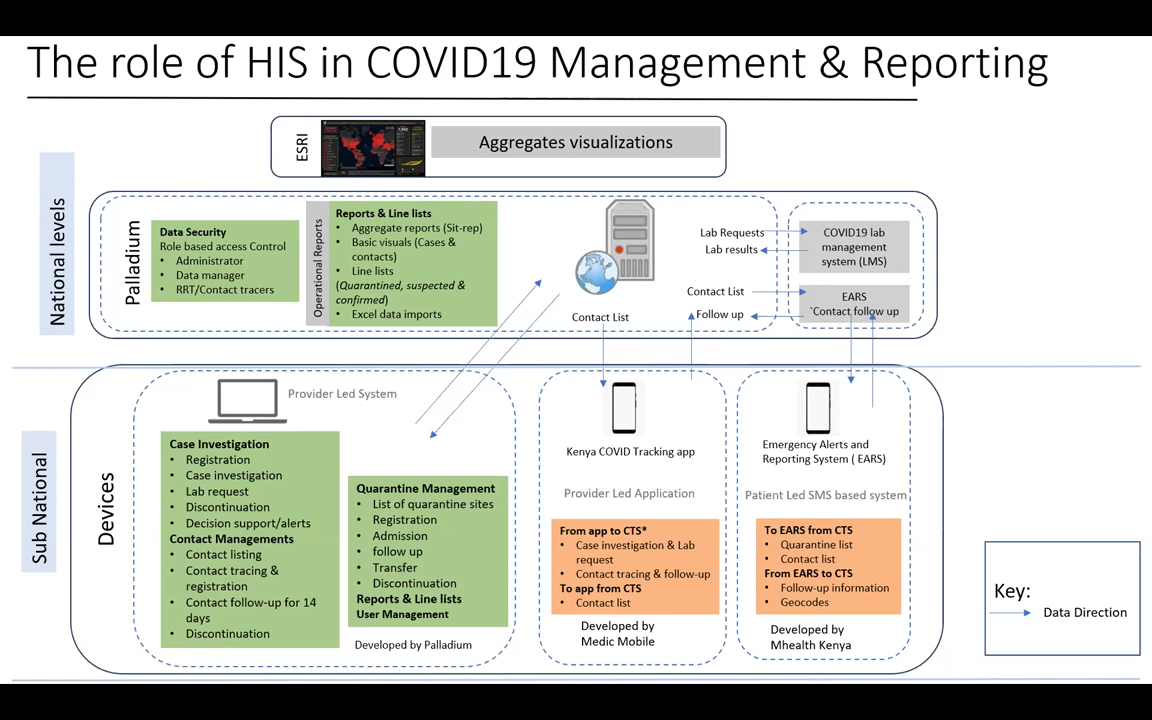 The role of HIS in COVID19 Management & Reporting
ESRI
Aggregates visualizations
National levels
Palladium
Data Security
Role based access Control
• Administrator
• Data manager
• RRT/Contact tracers
Operational Reports
Reports & Line lists
• Aggregate reports (Sit-rep)
• Basic visuals (Cases &
contacts)
• Line lists
(Quarantined, suspected &
confirmed)
• Excel data imports
Contact List
Lab Requests
Lab results
Contact List
Follow up
COVID19 lab
management
system (LMS)
EARS
`Contact follow up
Sub National
Devices
Provider Led System
Case Investigation
• Registration
• Case investigation
• Lab request
• Discontinuation
• Decision support/alerts
Contact Managements
• Contact listing
• Contact tracing &
registration
• Contact follow-up for 14
days
• Discontinuation
Quarantine Management
• List of quarantine sites
• Registration
• Admission
• follow up
• Transfer
• Discontinuation
Reports & Line lists
User Management
Developed by Palladium
Kenya COVID Tracking app
Provider Led Application
From app to CTS*
• Case investigation & Lab
request
• Contact tracing & follow-up
To app from CTS
• Contact list
Developed by
Medic Mobile
Emergency Alerts and
Reporting System ( EARS)
Patient Led SMS based system
To EARS from CTS
• Quarantine list
• Contact list
From EARS to CTS
• Follow-up information
• Geocodes
Developed by
Mhealth Kenya
Key:
Data Direction